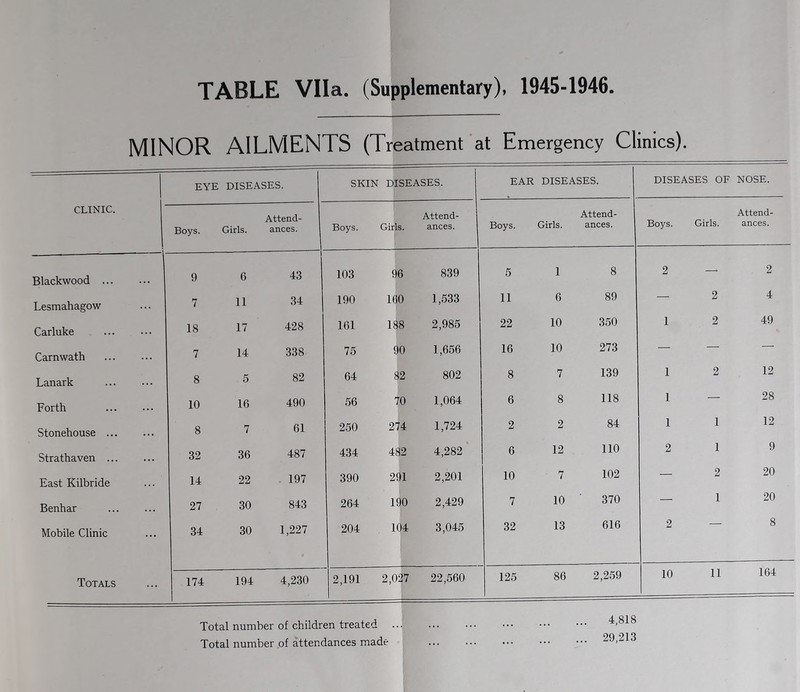 TABLE VIIa. (Supplementary), 1945-1946.
MINOR AILMENTS (Treatment at Emergency Clinics).
CLINIC. EYE DISEASES. SKIN DISEASES. EAR DISEASES. DISEASES OF NOSE.
Boys. Girls. Attend-ances. Boys. Girls. Attend-ances. Boys. Girls. Attend-ances. Boys. Girls. Attend-ances.
Blackwood ... ... 9 6 43 103 96 839 5 1 8 2 — 2
Lesmahagow ... 7 11 34 190 160 1,533 11 6 89 — 2 4
Carluke ... ... 18 17 428 161 188 2,985 22 10 350 1 2 49
Carnwath ... ... 7 14 338 75 90 1,656 16 10 273 — — —
Lanark ... ... 8 5 82 64 82 802 8 7 139 1 2 12
Forth ... ... 10 16 490 56 70 1,064 6 8 118 1 — 28
Stonehouse ... ... 8 7 61 250 274 1,724 2 2 84 1 1 12
Strathaven ... ... 32 36 487 434 482 4,282 6 12 110 2 1 9
East Kilbride ... 14 22 197 390 291 2,201 10 7 102 — 2 20
Benhar ... ... 27 30 843 264 190 2,429 7 10 370 — 1 20
Mobile Clinic ... 34 30 1,227 204 104 3,045 32 13 616 2 — 8
TOTALS ... 174 194 4,230 2,191 2,027 22,560 125 86 2,259 10 11 164
Total number of children treated ... ... ... ... ... ... 4,818
Total number of attendances made ... ... ... ... ... 29,213